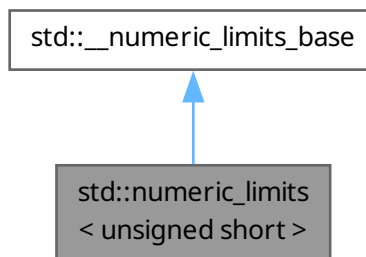 std::__numeric_limits_base
std::numeric_limits
< unsigned short >